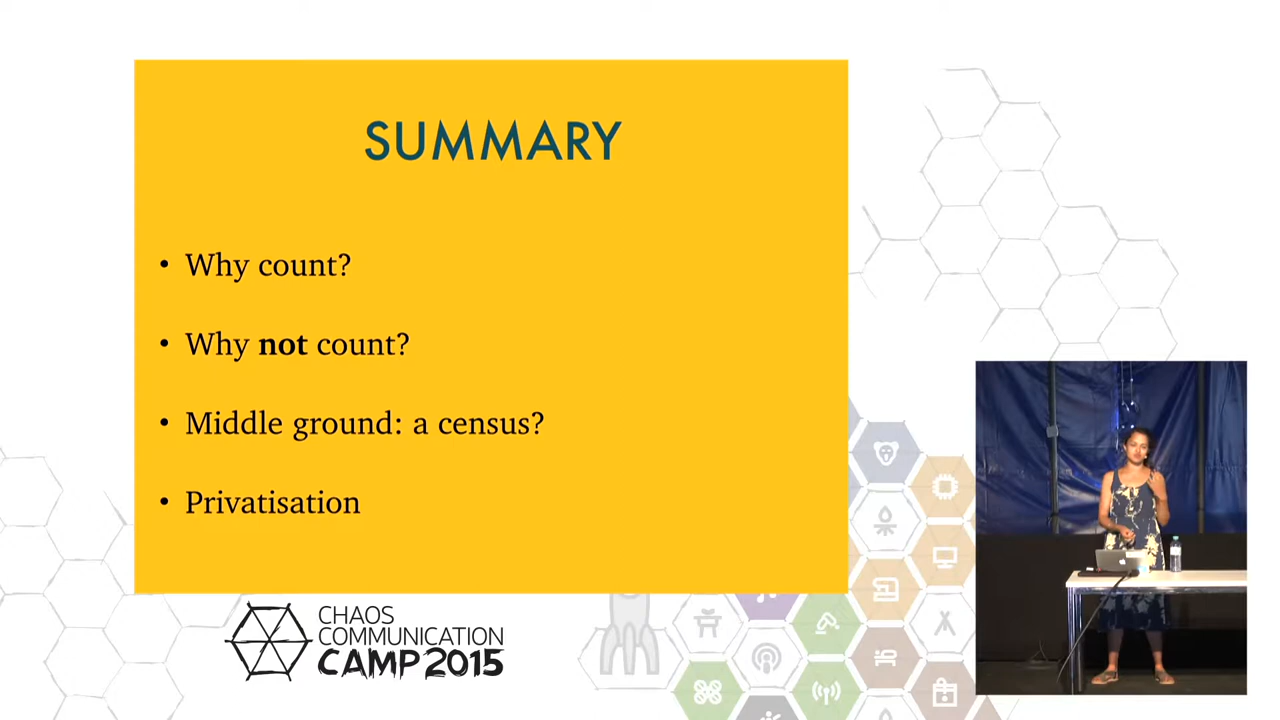 SUMMARY
• Why count?
• Why not count?
• Middle ground: a census?
• Privatisation
CHAOS
COMMUNICATION
CAMP 2015